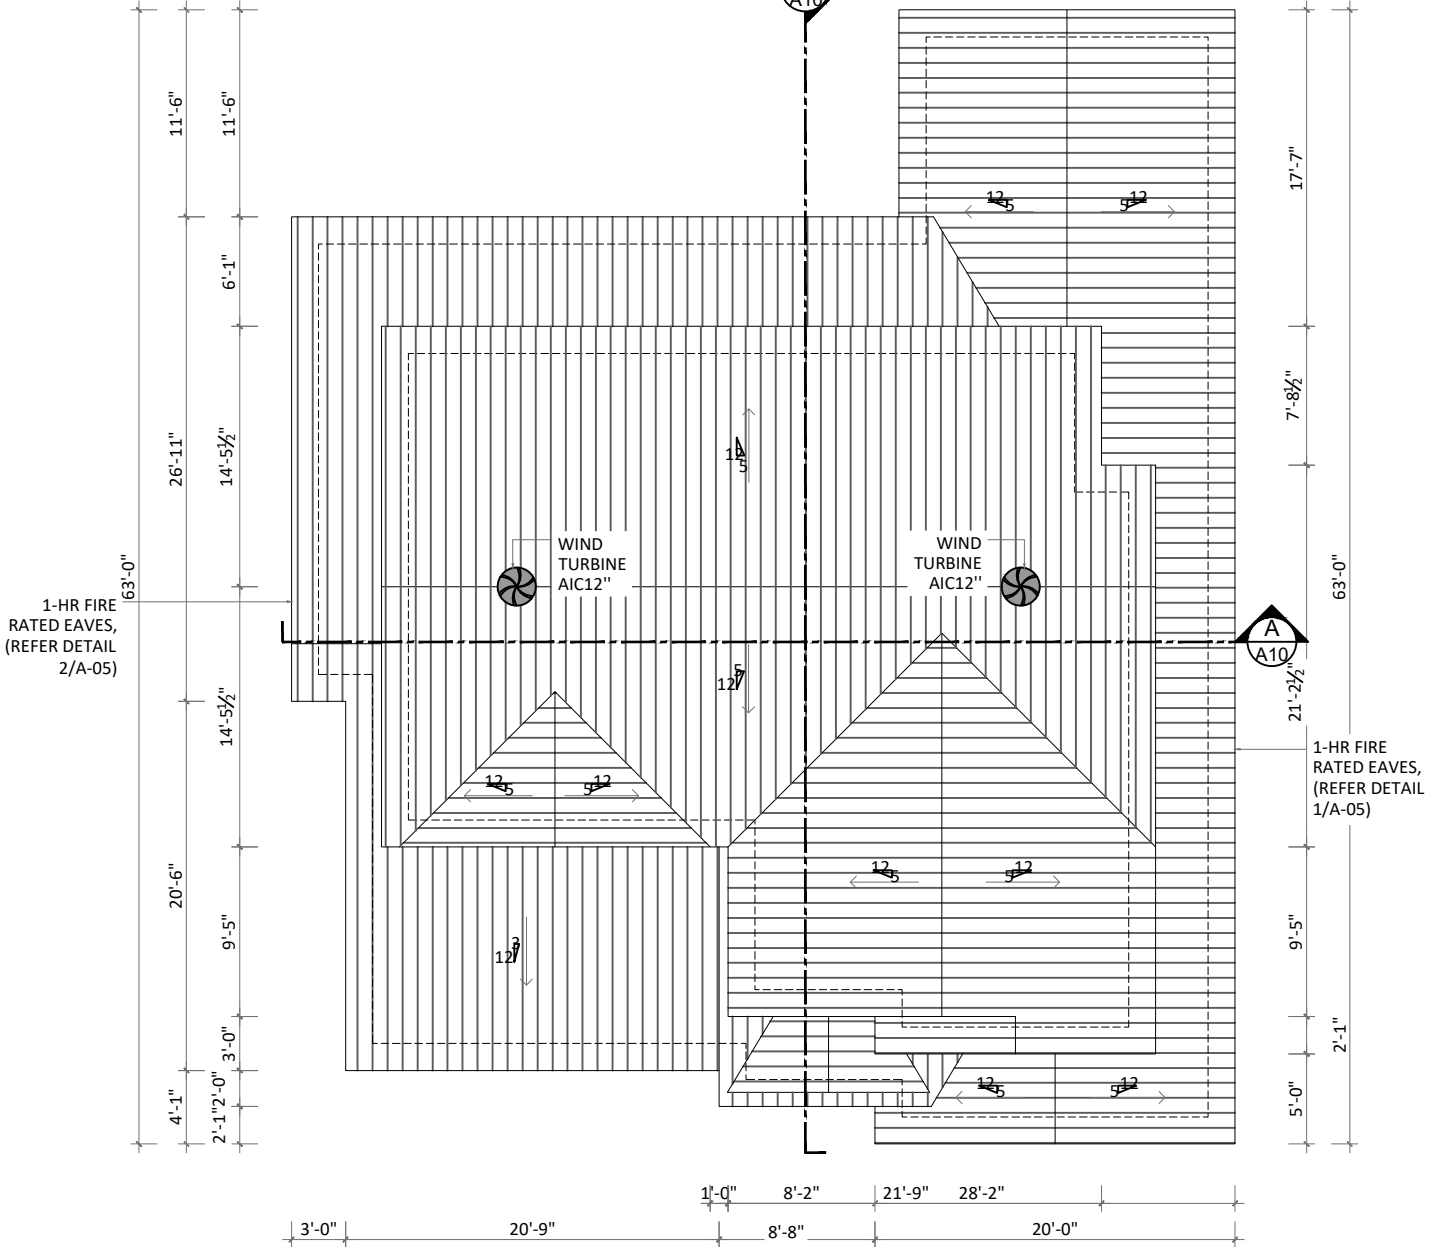 A10
11'-6"
11'-6"
17'-7"
12
5
12
5
6'-1"
7'-8½"
26'-11"
14'-5½"
12
5
WIND
TURBINE
AIC12''
WIND
TURBINE
AIC12''
63'-0"
63'-0"
1-HR FIRE
RATED EAVES,
(REFER DETAIL
2/A-05)
A
A10
14'-5½"
5
12
21'-2½"
1-HR FIRE
RATED EAVES,
(REFER DETAIL
1/A-05)
12
5
12
5
20'-6"
9'-5"
12
5
12
5
9'-5"
3
12
3'-0"
2'-1"
4'-1"
2'-0"
2'-1"
12
5
12
5
5'-0"
1'-0"
8'-2"
21'-9"
28'-2"
3'-0"
20'-9"
8'-8"
20'-0"